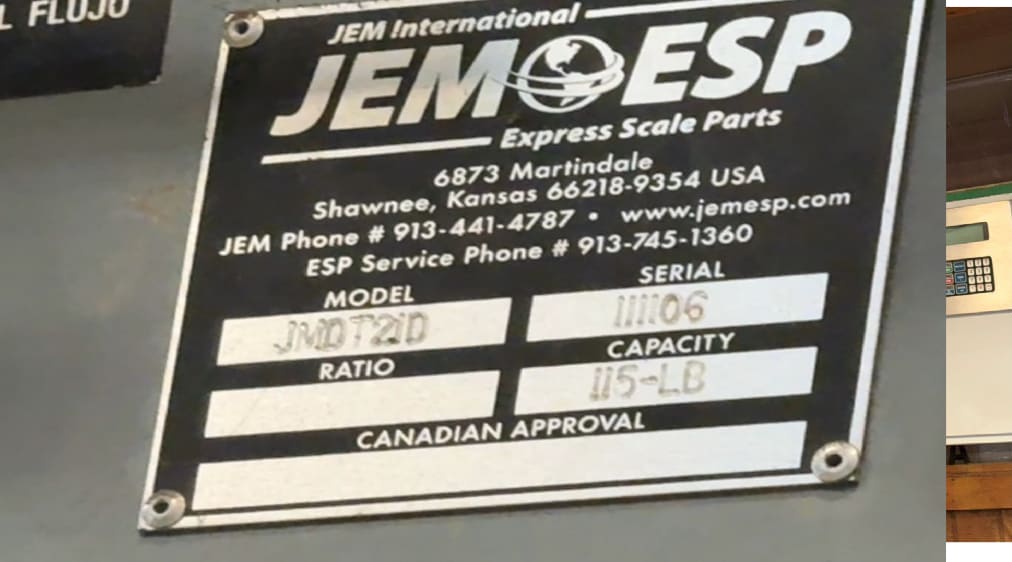 L FLUJO
JEM International
JEM ESP
Express Scale Parts
6873 Martindale
Shawnee, Kansas 66218-9354 USA
JEM Phone # 913-441-4787 • www.jemesp.com
ESP Service Phone # 913-745-1360
MODEL SERIAL
JMDT21D 111106
RATIO CAPACITY
115-LB
CANADIAN APPROVAL